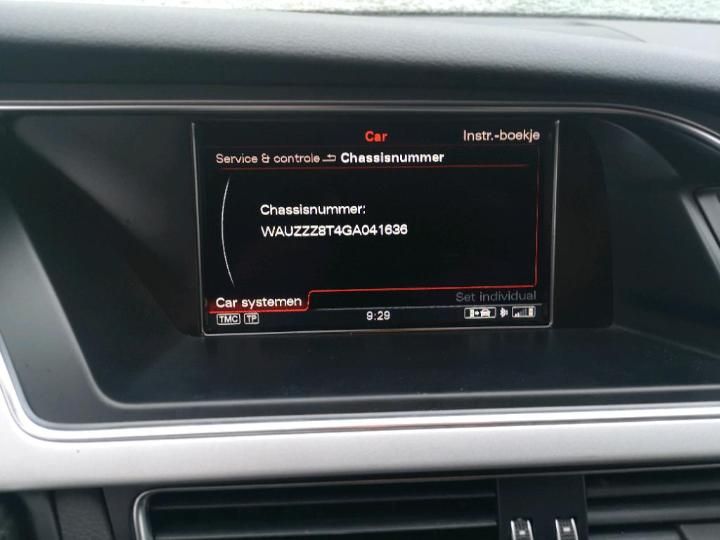 Car
Instr.-boekje
Service & controle Chassisnummer
Chassisnummer:
WAUZZZ8T4GA041636
Car systemen
Set individual
TMC TP
9:29